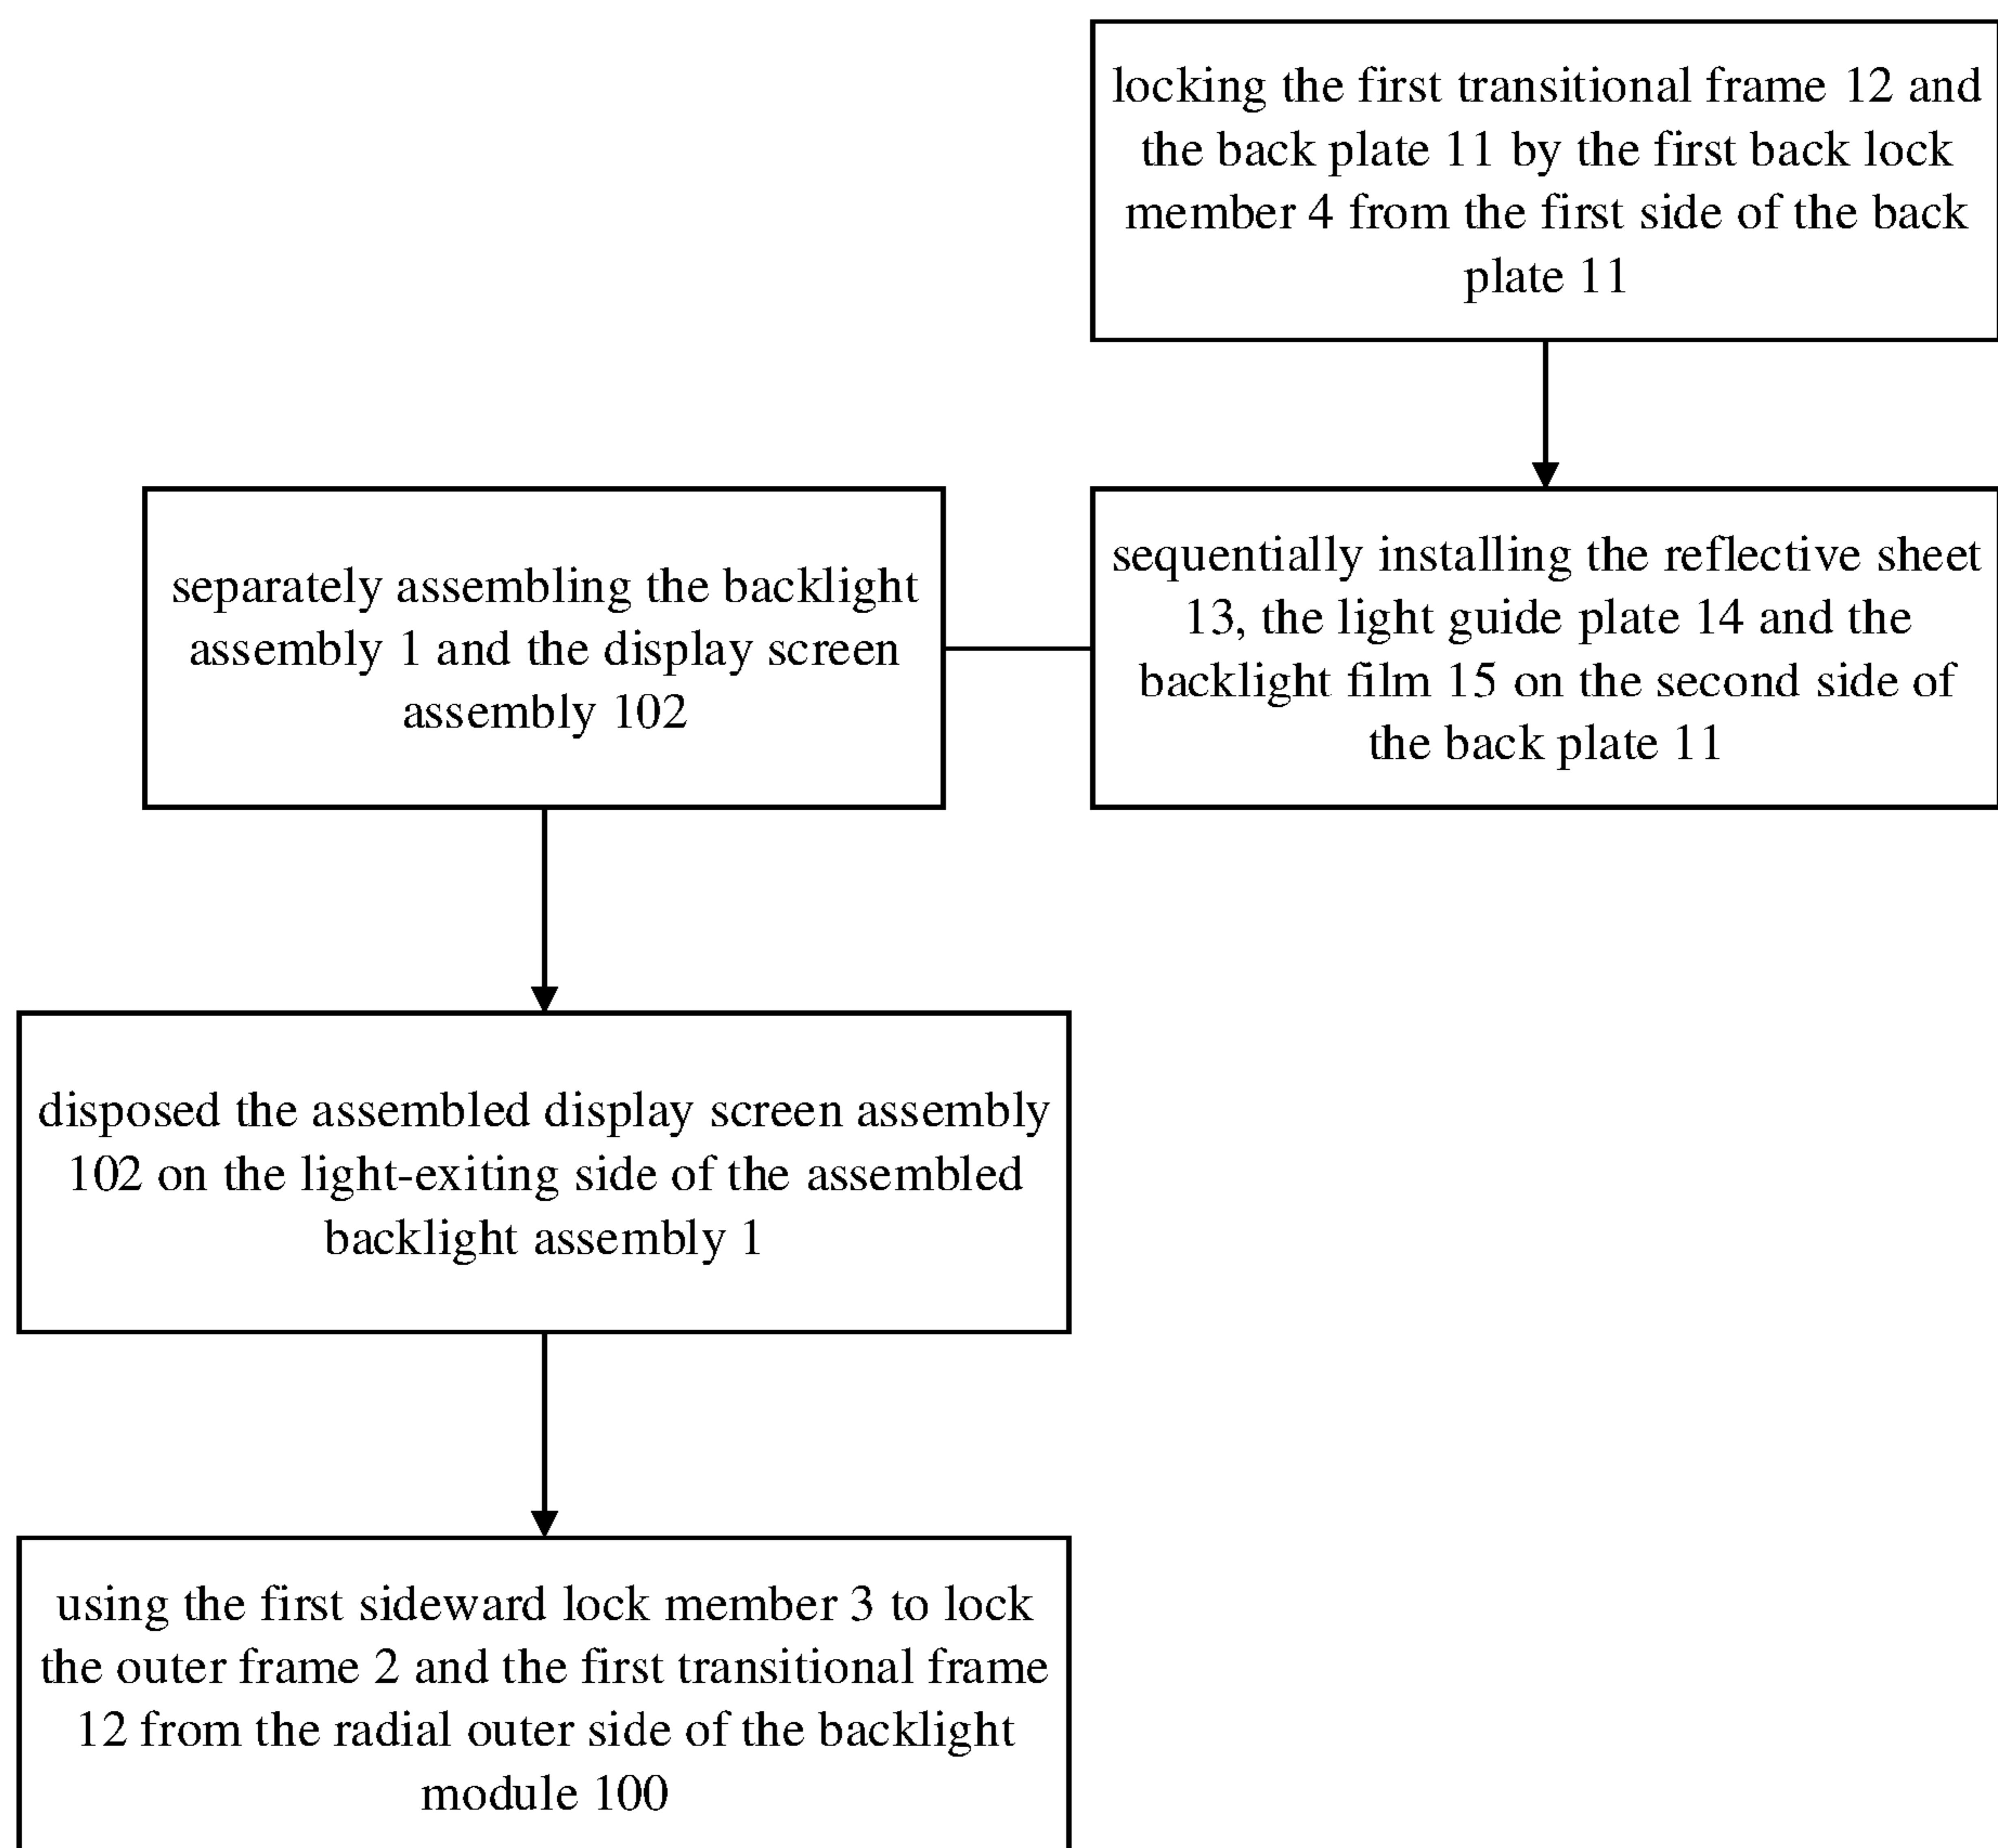 locking the first transitional frame 12 and
the back plate 11 by the first back lock
member 4 from the first side of the back
plate 11
separately assembling the backlight
assembly 1 and the display screen
assembly 102
sequentially installing the reflective sheet
13, the light guide plate 14 and the
backlight film 15 on the second side of
the back plate 11
disposed the assembled display screen assembly
102 on the light-exiting side of the assembled
backlight assembly 1
using the first sideward lock member 3 to lock
the outer frame 2 and the first transitional frame
12 from the radial outer side of the backlight
module 100